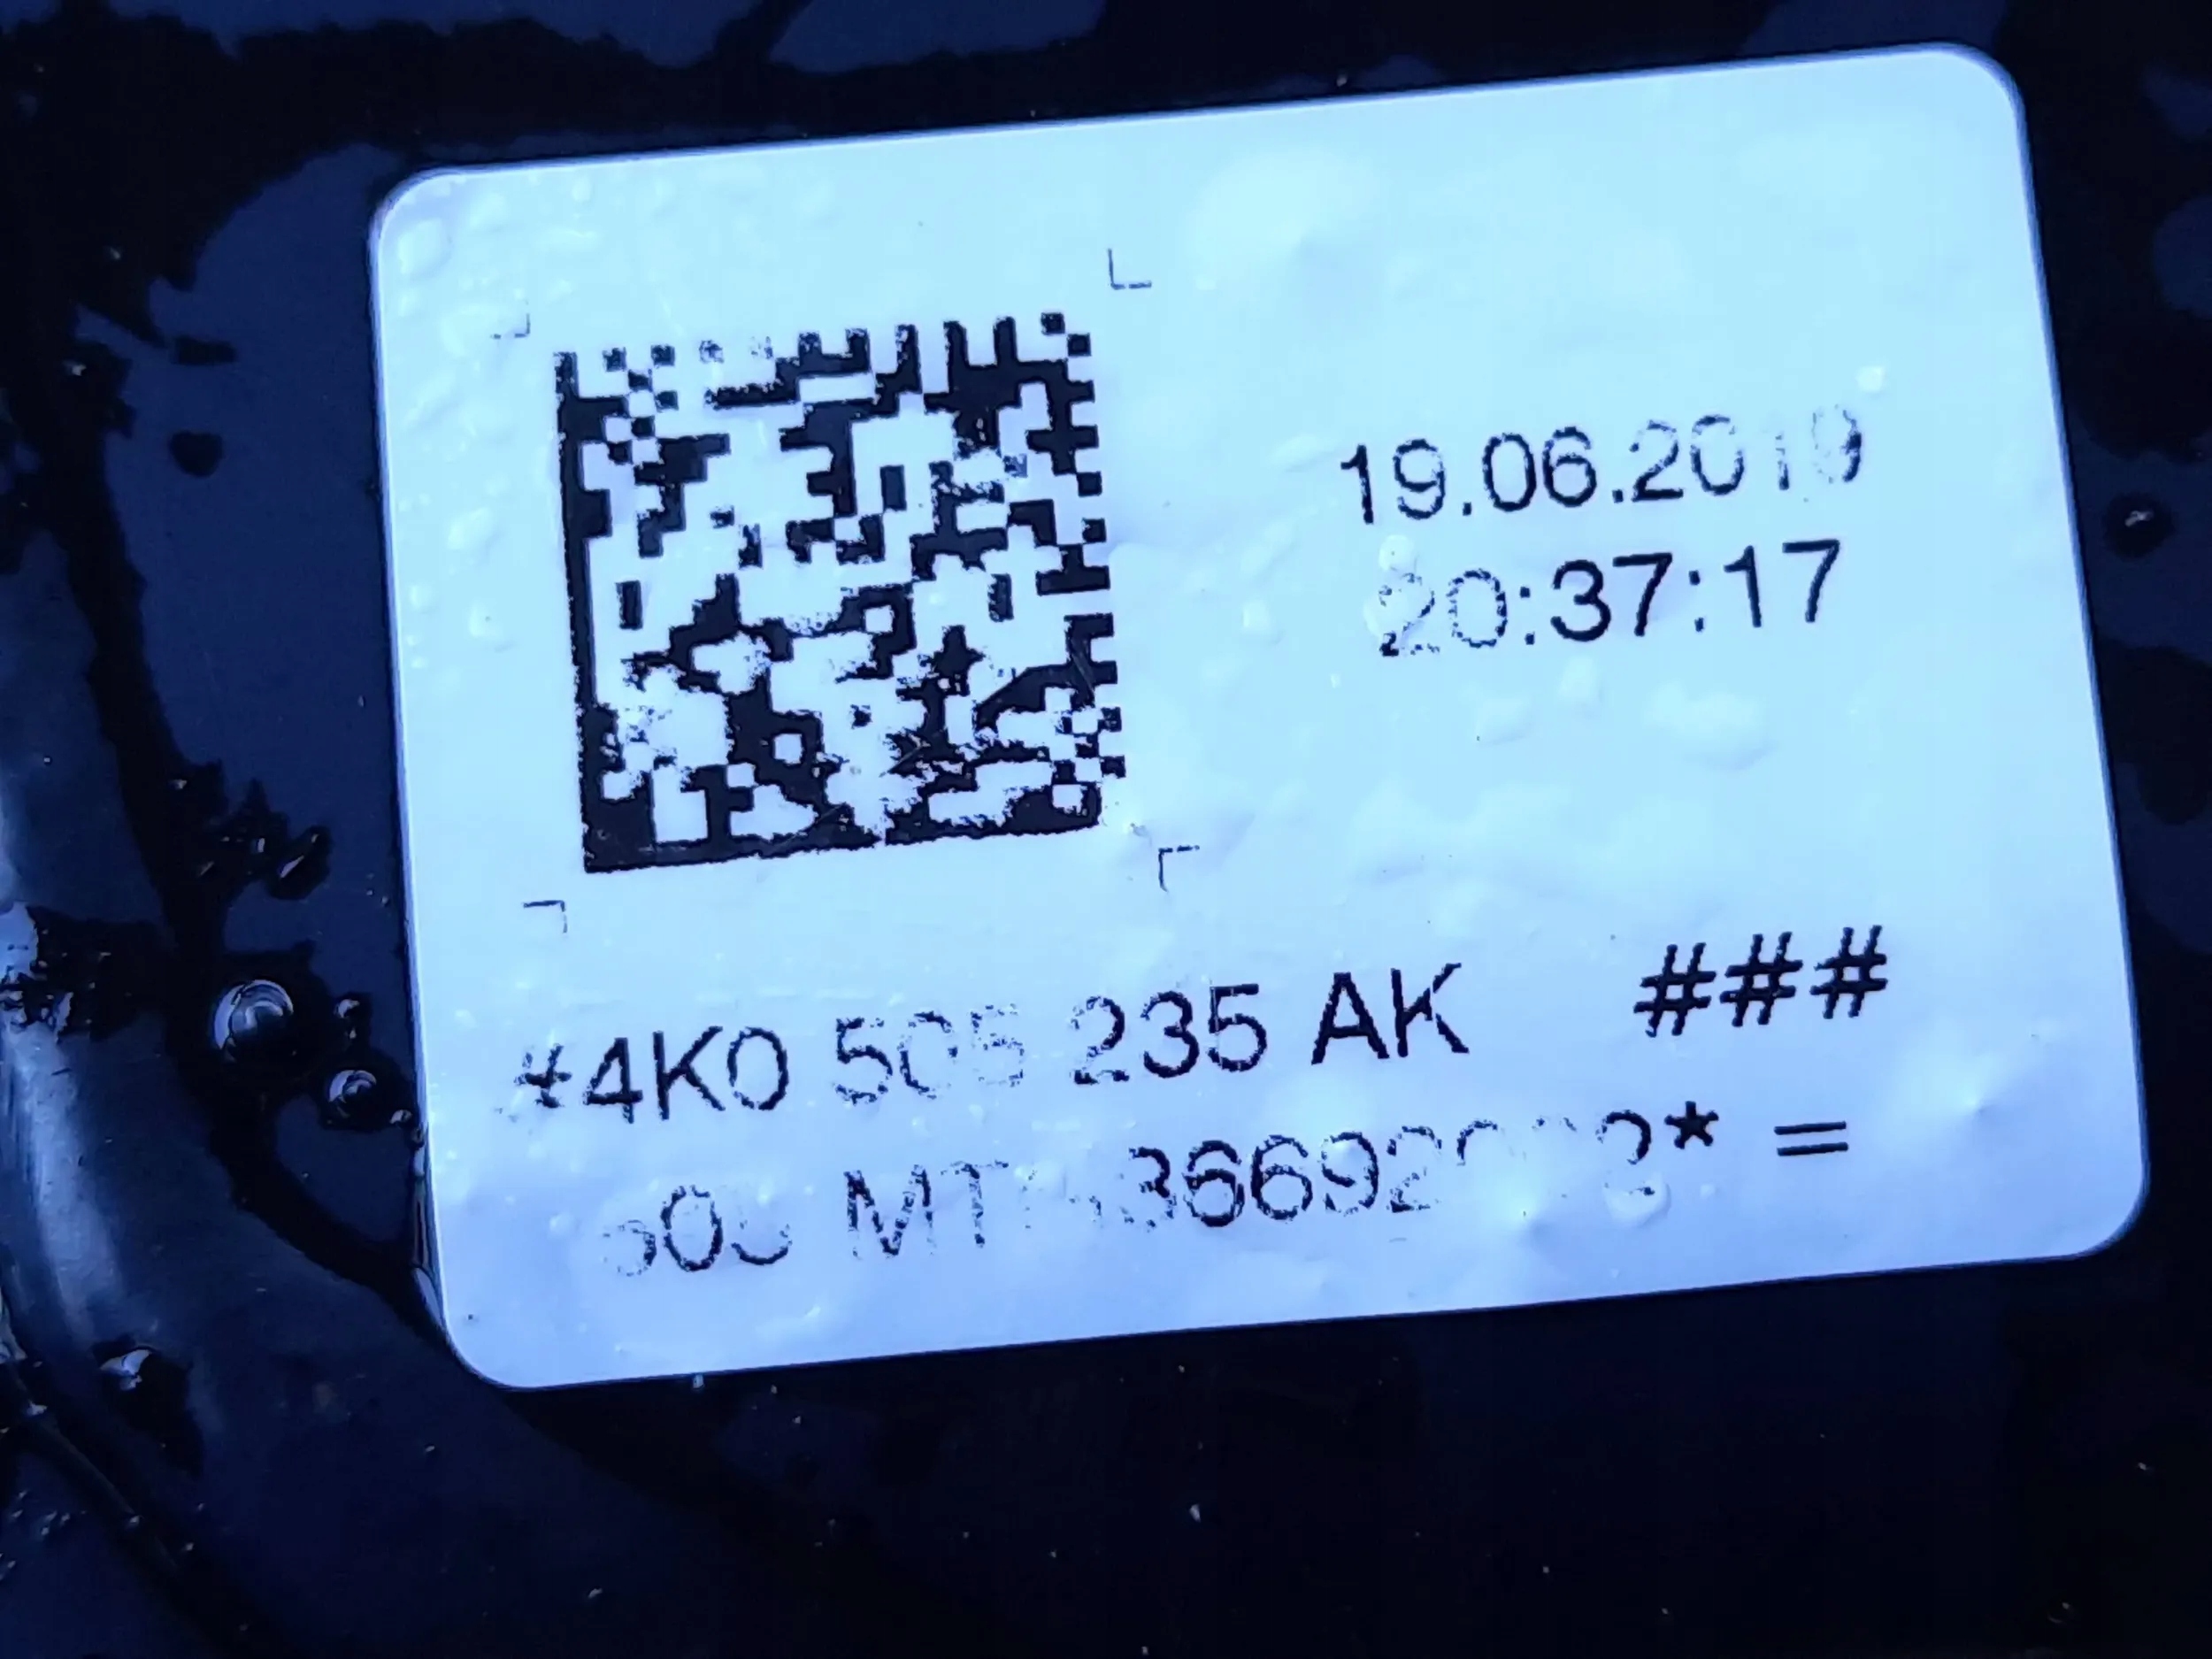 19.06.2019
20:37:17
*4K0 505 235 AK ###
* =